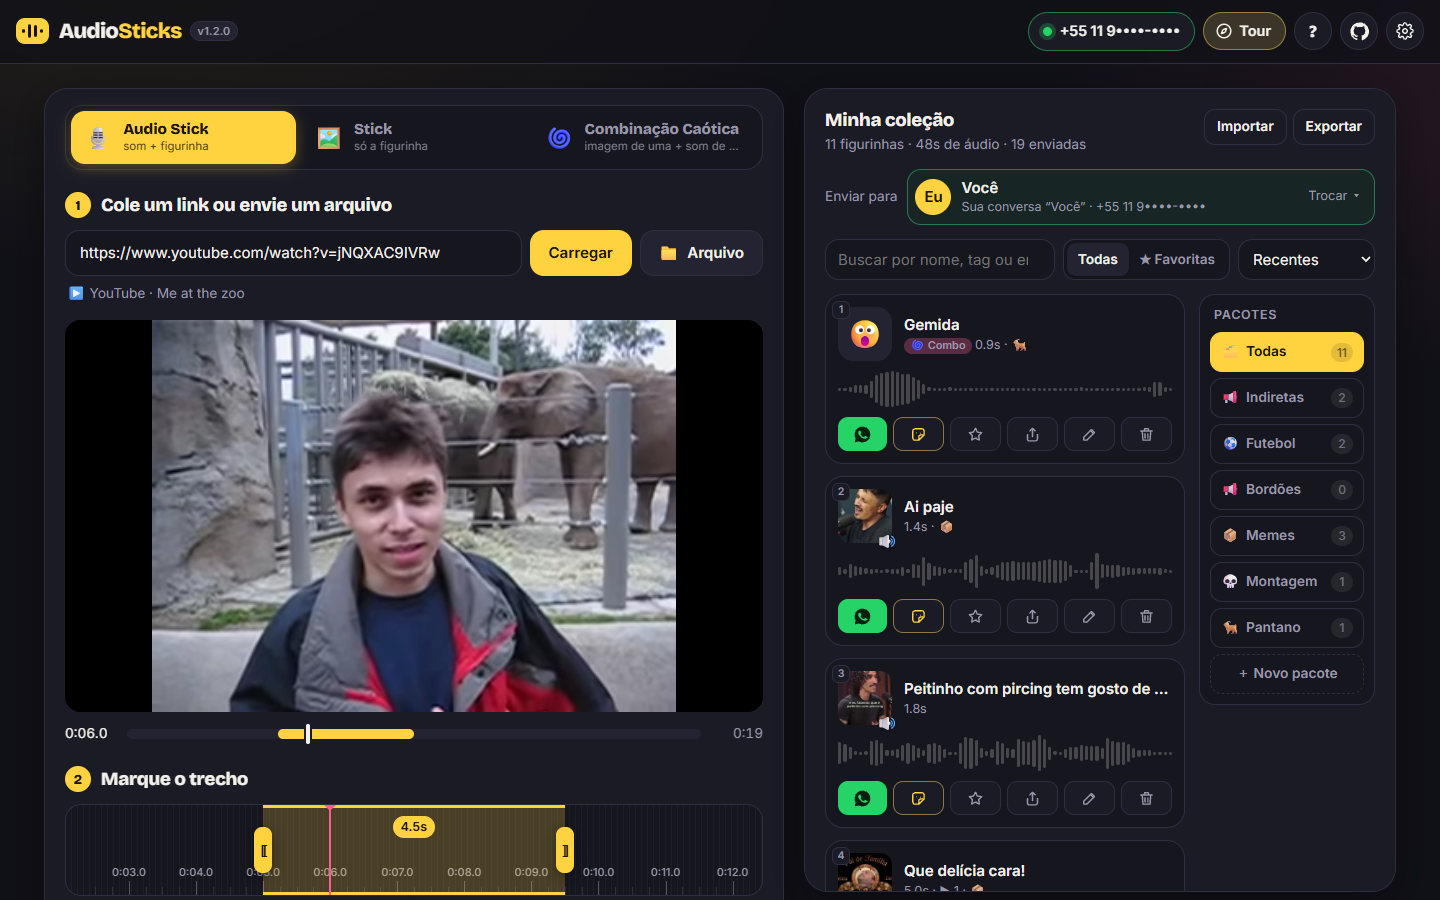 AudioSticks v1.2.0
+55 11 9••••-••••
Tour
?
Audio Stick
som + figurinha
Stick
só a figurinha
Combinação Caótica
imagem de uma + som de ...
1 Cole um link ou envie um arquivo
https://www.youtube.com/watch?v=jNQXAC9IVRw
Carregar
Arquivo
YouTube · Me at the zoo
0:06.0
0:19
2 Marque o trecho
4.5s
0:03.0 0:04.0 0:05.0 0:06.0 0:07.0 0:08.0 0:09.0 0:10.0 0:11.0 0:12.0
Minha coleção
11 figurinhas · 48s de áudio · 19 enviadas
Importar
Exportar
Enviar para
Eu
Você
Sua conversa “Você” · +55 11 9••••-••••
Trocar
Buscar por nome, tag ou
Todas
★ Favoritas
Recentes
1
Gemida
Combo 0.9s ·
2
Ai paje
1.4s ·
3
Peitinho com pircing tem gosto de ...
1.8s
4
Que delícia cara!
5.0s · ▶ 1 ·
PACOTES
Todas 11
Indiretas 2
Futebol 2
Bordões 0
Memes 3
Montagem 1
Pantano 1
+ Novo pacote